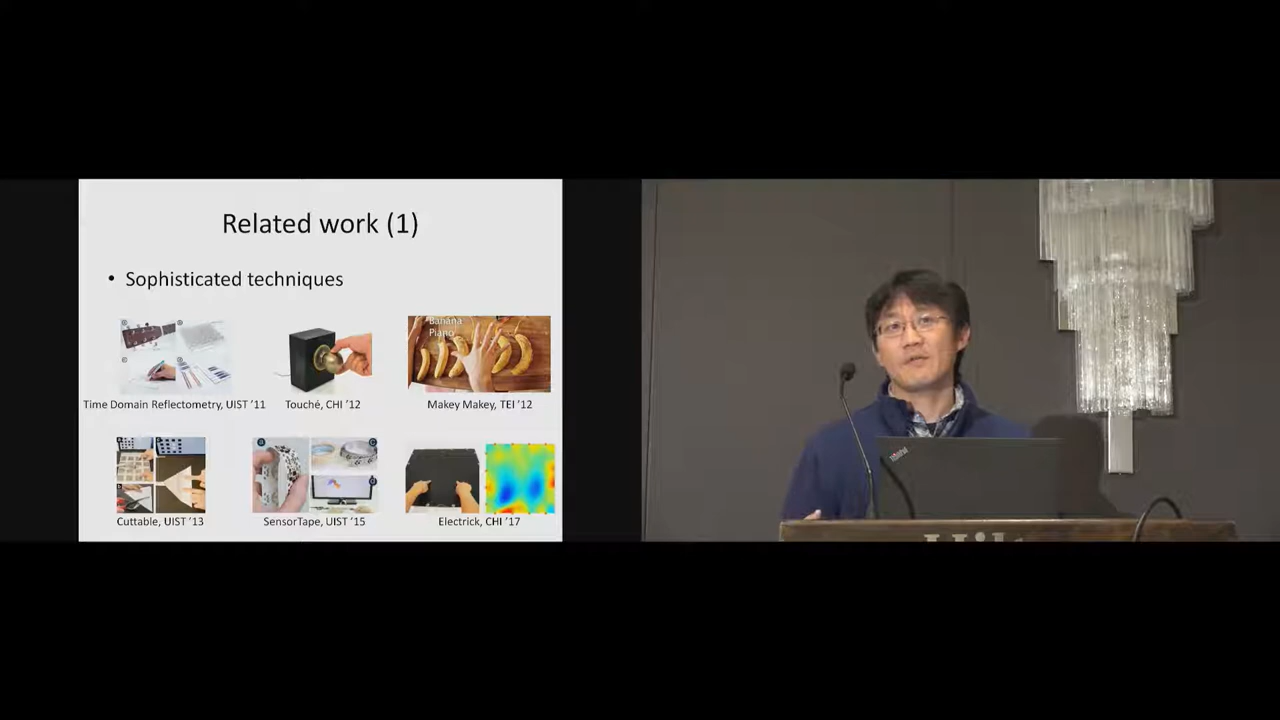 Related work (1)
• Sophisticated techniques
Banana
Piano
Time Domain Reflectometry, UIST '11
Touché, CHI '12
Makey Makey, TEI '12
Cuttable, UIST '13
SensorTape, UIST '15
Electrick, CHI '17
ThinkPad